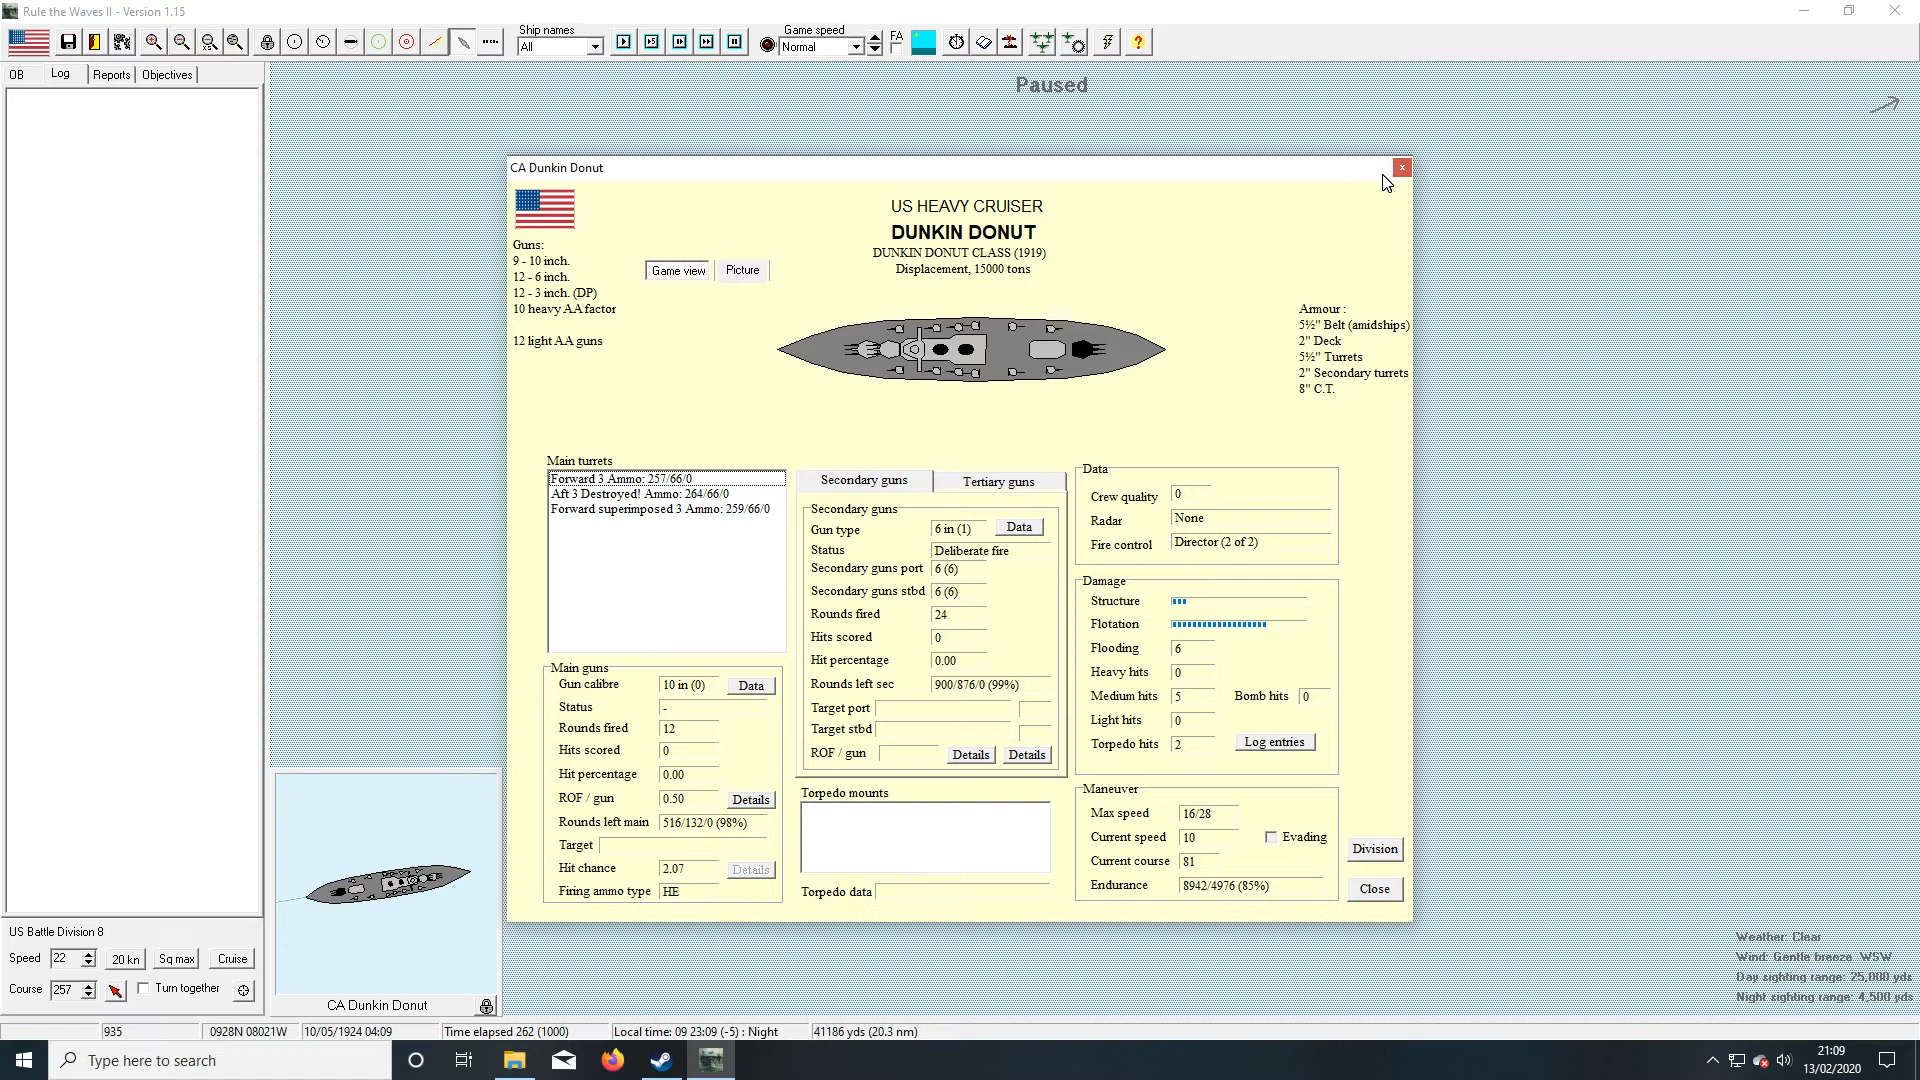 Rule the Waves II - Version 1.15
Ship names
All
Game speed
Normal
FA
OB
Log
Reports
Objectives
Paused
CA Dunkin Donut
US HEAVY CRUISER
DUNKIN DONUT
DUNKIN DONUT CLASS (1919)
Displacement, 15000 tons
Guns:
9 - 10 inch.
12 - 6 inch.
12 - 3 inch. (DP)
10 heavy AA factor
12 light AA guns
Game view
Picture
Armour :
5½" Belt (amidships)
2" Deck
5½" Turrets
2" Secondary turrets
8" C.T.
Main turrets
Forward 3 Ammo: 257/66/0
Aft 3 Destroyed! Ammo: 264/66/0
Forward superimposed 3 Ammo: 259/66/0
Main guns
Gun calibre 10 in (0) Data
Status -
Rounds fired 12
Hits scored 0
Hit percentage 0.00
ROF / gun 0.50 Details
Rounds left main 516/132/0 (98%)
Target
Hit chance 2.07 Details
Firing ammo type HE
Secondary guns
Tertiary guns
Secondary guns
Gun type 6 in (1) Data
Status Deliberate fire
Secondary guns port 6 (6)
Secondary guns stbd 6 (6)
Rounds fired 24
Hits scored 0
Hit percentage 0.00
Rounds left sec 900/876/0 (99%)
Target port
Target stbd
ROF / gun Details Details
Torpedo mounts
Torpedo data
Data
Crew quality 0
Radar None
Fire control Director (2 of 2)
Damage
Structure
Flotation
Flooding 6
Heavy hits 0
Medium hits 5 Bomb hits 0
Light hits 0
Torpedo hits 2 Log entries
Maneuver
Max speed 16/28
Current speed 10 Evading
Current course 81
Endurance 8942/4976 (85%)
Division
Close
US Battle Division 8
Speed 22 20 kn Sq max Cruise
Course 257 Turn together
CA Dunkin Donut
Weather: Clear
Wind: Gentle breeze WSW
Day sighting range: 25,000 yds
Night sighting range: 4,500 yds
935 0928N 08021W 10/05/1924 04:09 Time elapsed 262 (1000) Local time: 09 23:09 (-5) : Night 41186 yds (20.3 nm)
Type here to search
21:09
13/02/2020